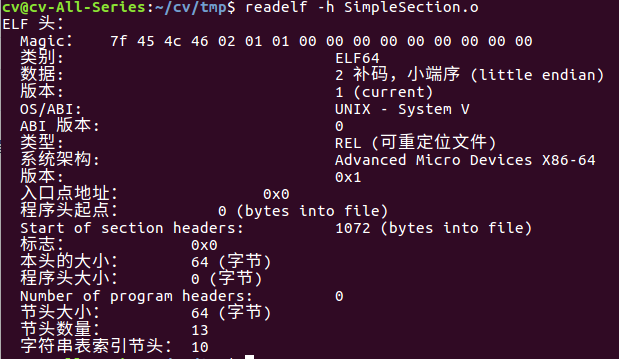 cv@cv-All-Series:~/cv/tmp$ readelf -h SimpleSection.o
ELF 头：
Magic： 7f 45 4c 46 02 01 01 00 00 00 00 00 00 00 00 00
类别: ELF64
数据: 2 补码，小端序 (little endian)
版本: 1 (current)
OS/ABI: UNIX - System V
ABI 版本: 0
类型: REL (可重定位文件)
系统架构: Advanced Micro Devices X86-64
版本: 0x1
入口点地址： 0x0
程序头起点： 0 (bytes into file)
Start of section headers: 1072 (bytes into file)
标志： 0x0
本头的大小： 64 (字节)
程序头大小： 0 (字节)
Number of program headers: 0
节头大小： 64 (字节)
节头数量： 13
字符串表索引节头： 10